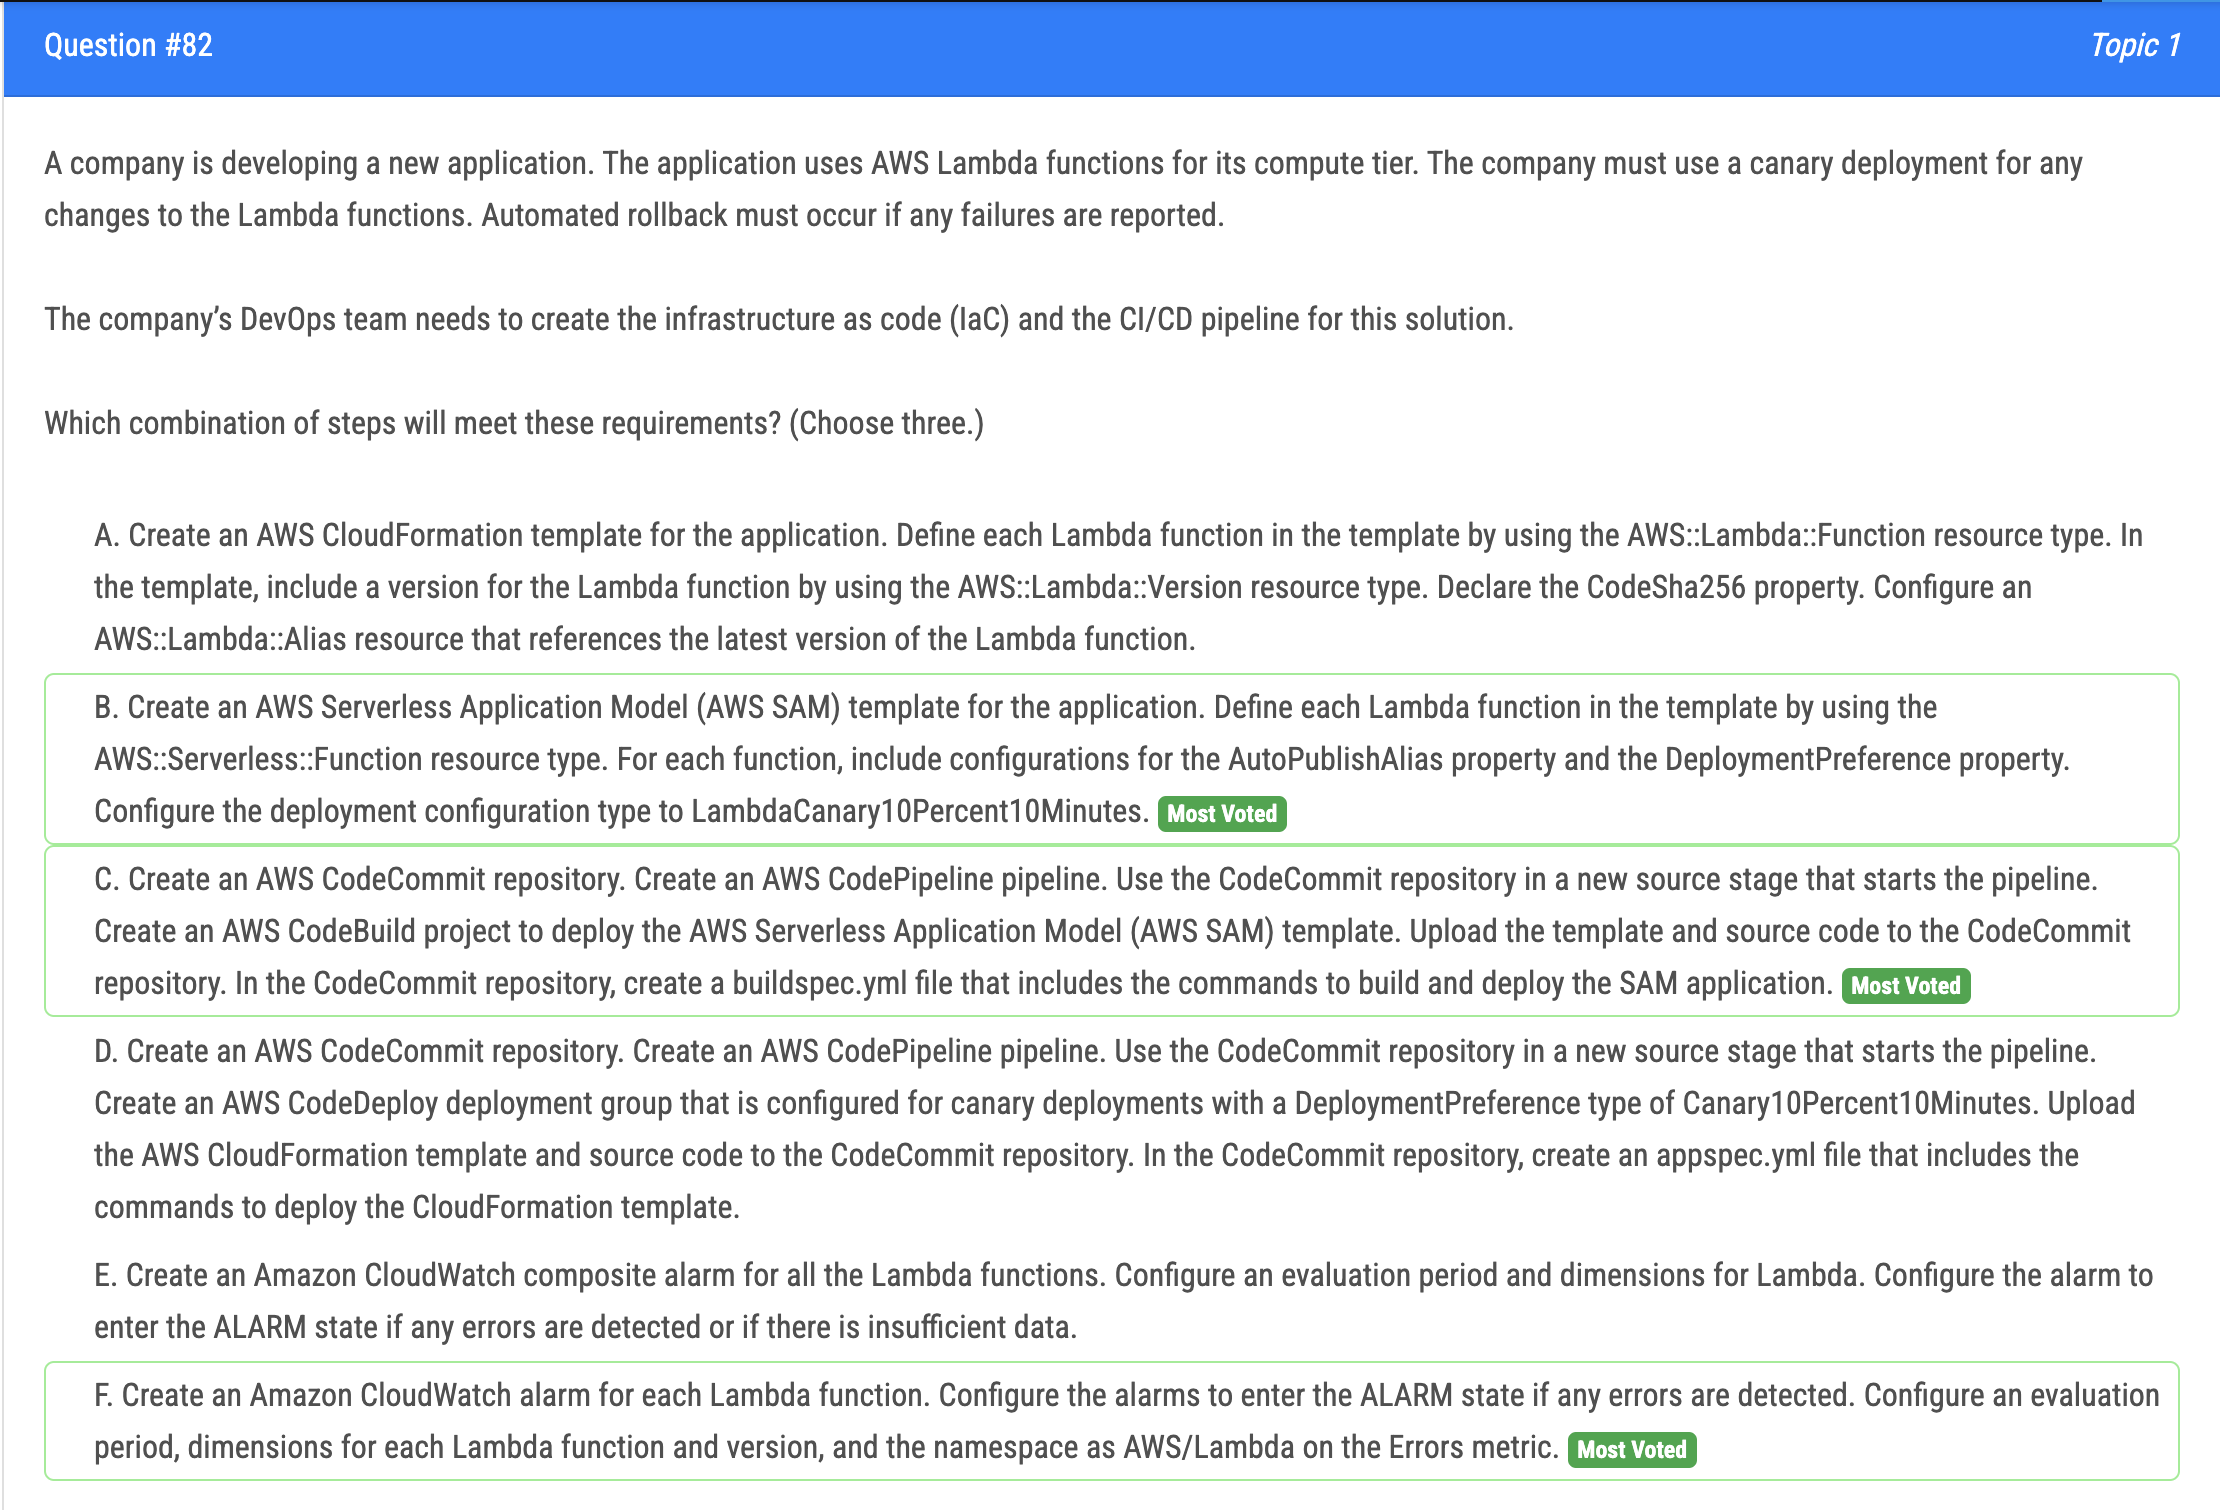 Question #82
Topic 1
A company is developing a new application. The application uses AWS Lambda functions for its compute tier. The company must use a canary deployment for any
changes to the Lambda functions. Automated rollback must occur if any failures are reported.
The company’s DevOps team needs to create the infrastructure as code (IaC) and the CI/CD pipeline for this solution.
Which combination of steps will meet these requirements? (Choose three.)
A. Create an AWS CloudFormation template for the application. Define each Lambda function in the template by using the AWS::Lambda::Function resource type. In
the template, include a version for the Lambda function by using the AWS::Lambda::Version resource type. Declare the CodeSha256 property. Configure an
AWS::Lambda::Alias resource that references the latest version of the Lambda function.
B. Create an AWS Serverless Application Model (AWS SAM) template for the application. Define each Lambda function in the template by using the
AWS::Serverless::Function resource type. For each function, include configurations for the AutoPublishAlias property and the DeploymentPreference property.
Configure the deployment configuration type to LambdaCanary10Percent10Minutes. Most Voted
C. Create an AWS CodeCommit repository. Create an AWS CodePipeline pipeline. Use the CodeCommit repository in a new source stage that starts the pipeline.
Create an AWS CodeBuild project to deploy the AWS Serverless Application Model (AWS SAM) template. Upload the template and source code to the CodeCommit
repository. In the CodeCommit repository, create a buildspec.yml file that includes the commands to build and deploy the SAM application. Most Voted
D. Create an AWS CodeCommit repository. Create an AWS CodePipeline pipeline. Use the CodeCommit repository in a new source stage that starts the pipeline.
Create an AWS CodeDeploy deployment group that is configured for canary deployments with a DeploymentPreference type of Canary10Percent10Minutes. Upload
the AWS CloudFormation template and source code to the CodeCommit repository. In the CodeCommit repository, create an appspec.yml file that includes the
commands to deploy the CloudFormation template.
E. Create an Amazon CloudWatch composite alarm for all the Lambda functions. Configure an evaluation period and dimensions for Lambda. Configure the alarm to
enter the ALARM state if any errors are detected or if there is insufficient data.
F. Create an Amazon CloudWatch alarm for each Lambda function. Configure the alarms to enter the ALARM state if any errors are detected. Configure an evaluation
period, dimensions for each Lambda function and version, and the namespace as AWS/Lambda on the Errors metric. Most Voted